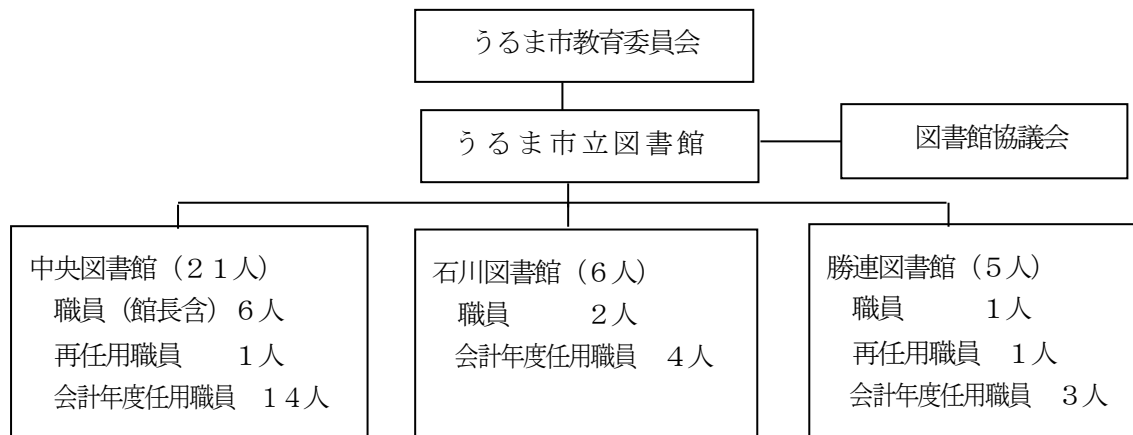 うるま市教育委員会
うるま市立図書館
図書館協議会
中央図書館（２１人）
職員（館長含）６人
再任用職員　１人
会計年度任用職員　１４人
石川図書館（６人）
職員　２人
会計年度任用職員　４人
勝連図書館（５人）
職員　１人
再任用職員　１人
会計年度任用職員　３人